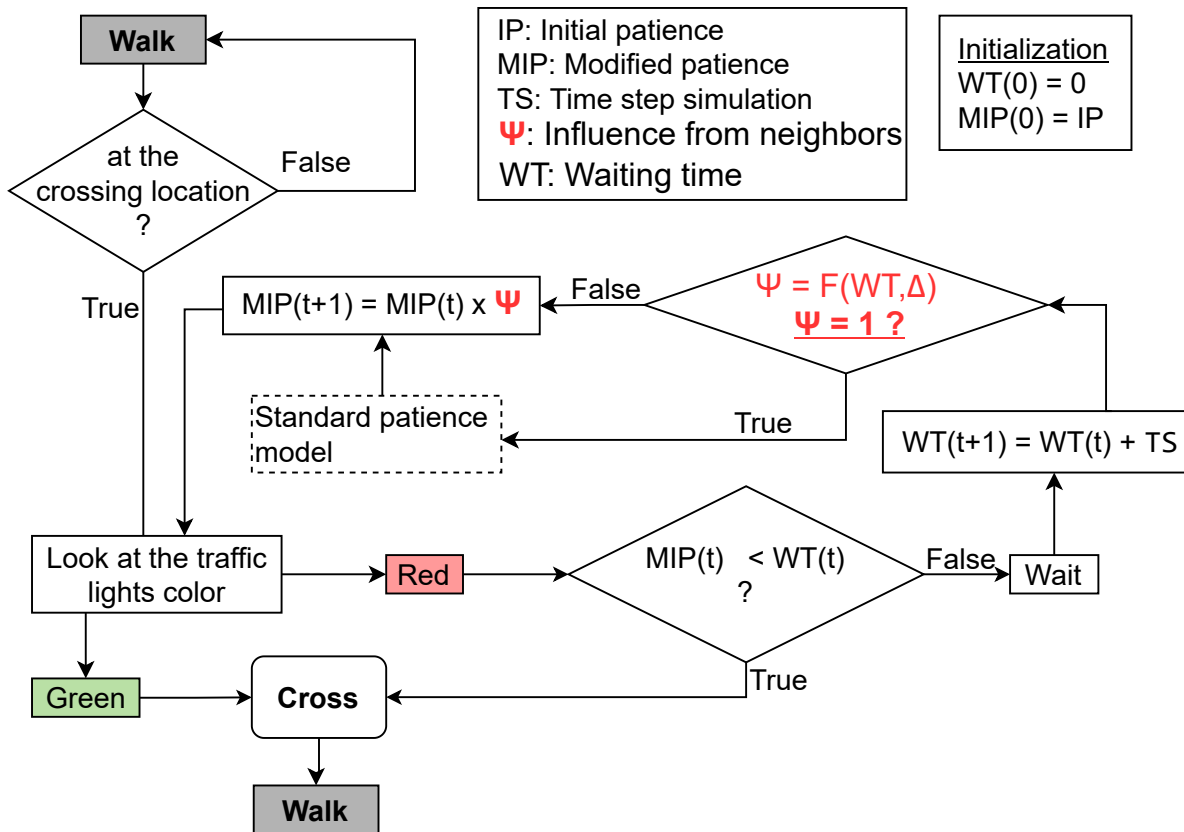 Walk
IP: Initial patience
MIP: Modified patience
TS: Time step simulation
Ψ: Influence from neighbors
WT: Waiting time
Initialization
WT(0) = 0
MIP(0) = IP
at the
crossing location
?
False
True
MIP(t+1) = MIP(t) x Ψ
False
Ψ = F(WT,Δ)
Ψ = 1 ?
True
Standard patience
model
WT(t+1) = WT(t) + TS
Look at the traffic
lights color
Red
MIP(t) < WT(t)
?
False
Wait
True
Green
Cross
Walk